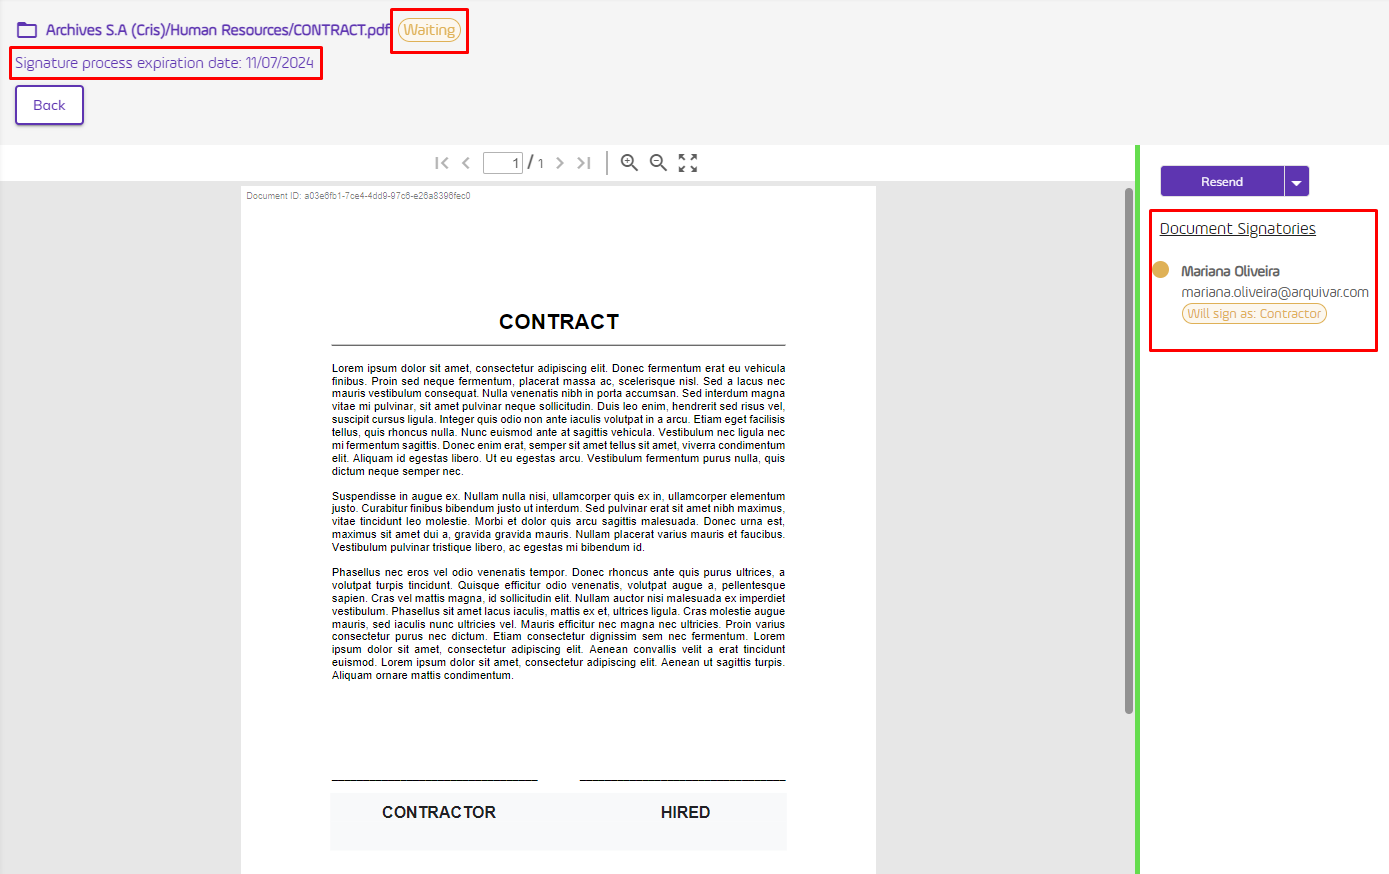 Archives S.A (Cris)/Human Resources/CONTRACT.pdf Waiting
Signature process expiration date: 11/07/2024
Back
1 / 1
Resend
Document ID: a03e6fb1-7ce4-4dd9-97c6-e26a8396fec0
Document Signatories
Mariana Oliveira
mariana.oliveira@arquivar.com
Will sign as: Contractor
CONTRACT
Lorem ipsum dolor sit amet, consectetur adipiscing elit. Donec fermentum erat eu vehicula
finibus. Proin sed neque fermentum, placerat massa ac, scelerisque nisl. Sed a lacus nec
mauris vestibulum consequat. Nulla venenatis nibh in porta accumsan. Sed interdum magna
vitae mi pulvinar, sit amet pulvinar neque sollicitudin. Duis leo enim, hendrerit sed risus vel,
suscipit cursus ligula. Integer quis odio non ante iaculis volutpat in a arcu. Etiam eget facilisis
tellus, quis rhoncus nulla. Nunc euismod ante at sagittis vehicula. Vestibulum nec ligula nec
mi fermentum sagittis. Donec enim erat, semper sit amet tellus sit amet, viverra condimentum
elit. Aliquam id egestas libero. Ut eu egestas arcu. Vestibulum fermentum purus nulla, quis
dictum neque semper nec.
Suspendisse in augue ex. Nullam nulla nisi, ullamcorper quis ex in, ullamcorper elementum
justo. Curabitur finibus bibendum justo ut interdum. Sed pulvinar erat sit amet nibh maximus,
vitae tincidunt leo molestie. Morbi et dolor quis arcu sagittis malesuada. Donec urna est,
maximus sit amet dui a, gravida gravida mauris. Nullam placerat varius mauris et faucibus.
Vestibulum pulvinar tristique libero, ac egestas mi bibendum id.
Phasellus nec eros vel odio venenatis tempor. Donec rhoncus ante quis purus ultrices, a
volutpat turpis tincidunt. Quisque efficitur odio venenatis, volutpat augue a, pellentesque
sapien. Cras vel mattis magna, id sollicitudin elit. Nullam auctor nisi malesuada ex imperdiet
vestibulum. Phasellus sit amet lacus iaculis, mattis ex et, ultrices ligula. Cras molestie augue
mauris, sed iaculis nunc ultricies vel. Mauris efficitur nec magna nec ultricies. Proin varius
consectetur purus nec dictum. Etiam consectetur dignissim sem nec fermentum. Lorem
ipsum dolor sit amet, consectetur adipiscing elit. Aenean convallis velit a erat tincidunt
euismod. Lorem ipsum dolor sit amet, consectetur adipiscing elit. Aenean ut sagittis turpis.
Aliquam ornare mattis condimentum.
CONTRACTOR HIRED